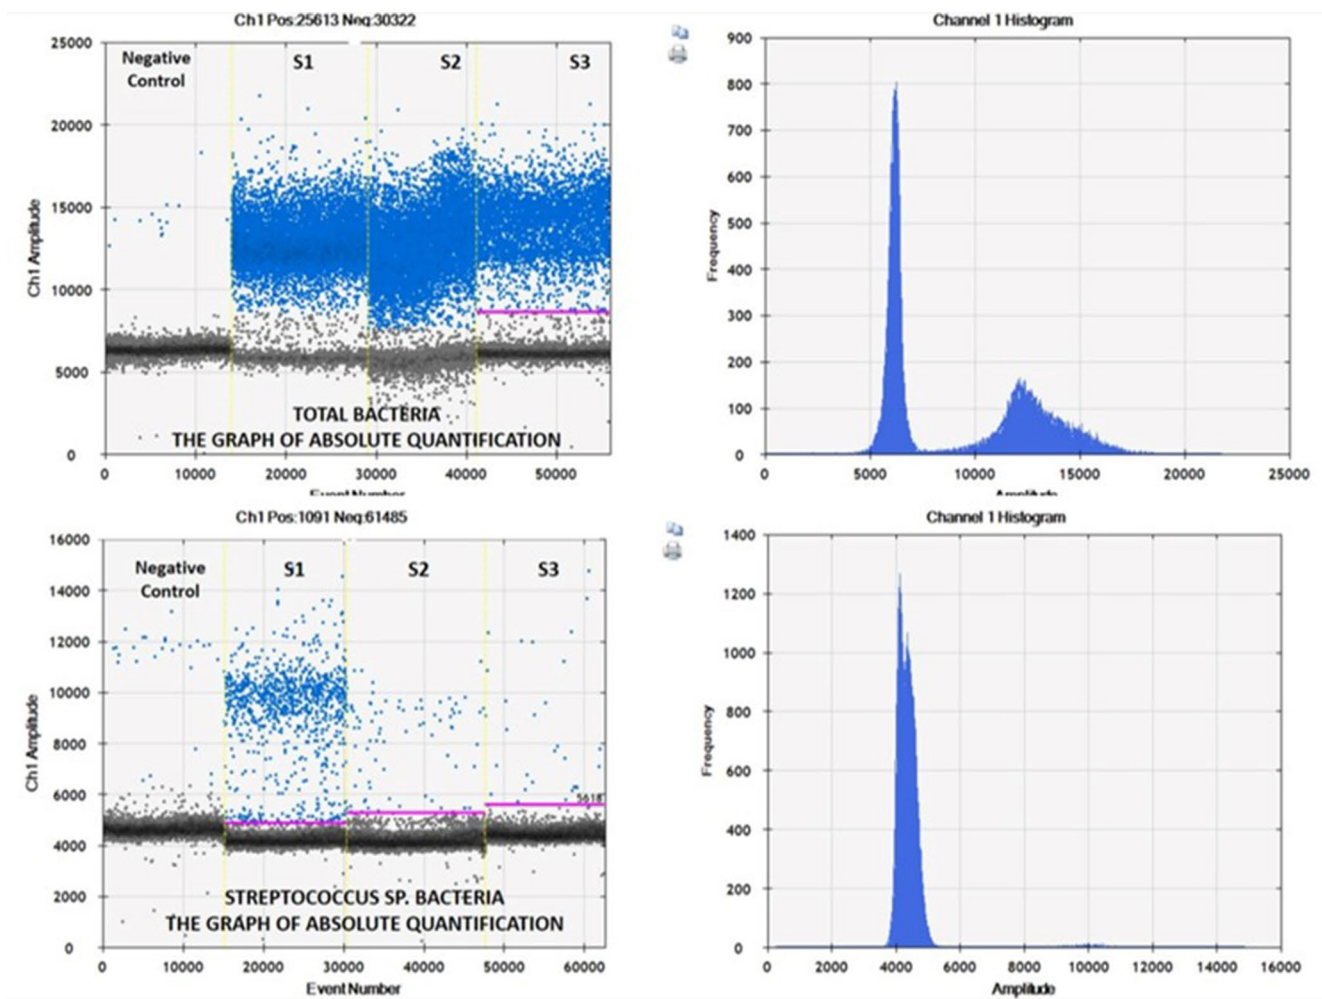 Ch1 Pos:25613 Neg:30322
25000
20000
15000
10000
5000
0
Ch1 Amplitude
Negative
Control
S1
S2
S3
TOTAL BACTERIA
THE GRAPH OF ABSOLUTE QUANTIFICATION
0 10000 20000 30000 40000 50000
Event Number
Channel 1 Histogram
900
800
700
600
500
400
300
200
100
0
Frequency
0 5000 10000 15000 20000 25000
Amplitude
Ch1 Pos:1091 Neg:61485
16000
14000
12000
10000
8000
6000
4000
2000
0
Ch1 Amplitude
Negative
Control
S1
S2
S3
5618
STREPTOCOCCUS SP. BACTERIA
THE GRAPH OF ABSOLUTE QUANTIFICATION
0 10000 20000 30000 40000 50000 60000
Event Number
Channel 1 Histogram
1400
1200
1000
800
600
400
200
0
Frequency
0 2000 4000 6000 8000 10000 12000 14000 16000
Amplitude